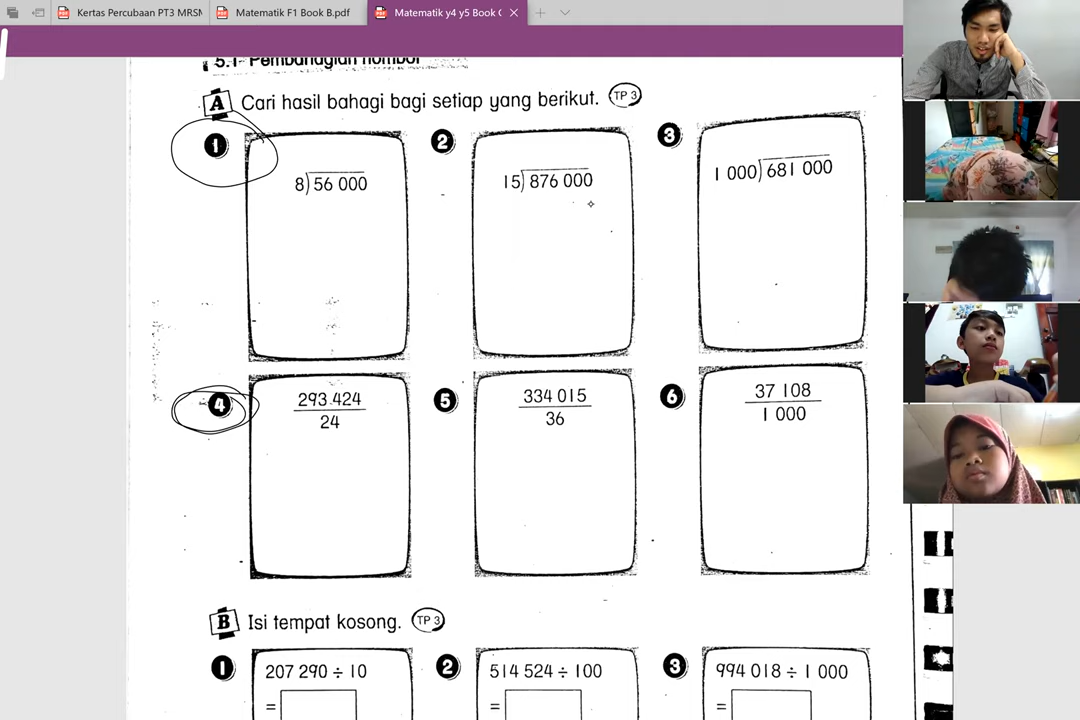 Kertas Percubaan PT3 MRSM
Matematik F1 Book B.pdf
Matematik y4 y5 Book C
5.1 Pembahagian nombor
A Cari hasil bahagi bagi setiap yang berikut. TP 3
1 2 3
8)56 000 15)876 000 1 000)681 000
4 5 6
293 424 334 015 37 108
24 36 1 000
B Isi tempat kosong. TP 3
1 207 290 ÷ 10 2 514 524 ÷ 100 3 994 018 ÷ 1 000
= = =